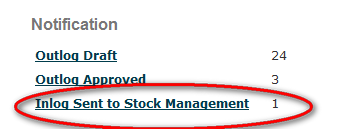 Notification
Outlog Draft 24
Outlog Approved 3
Inlog Sent to Stock Management 1